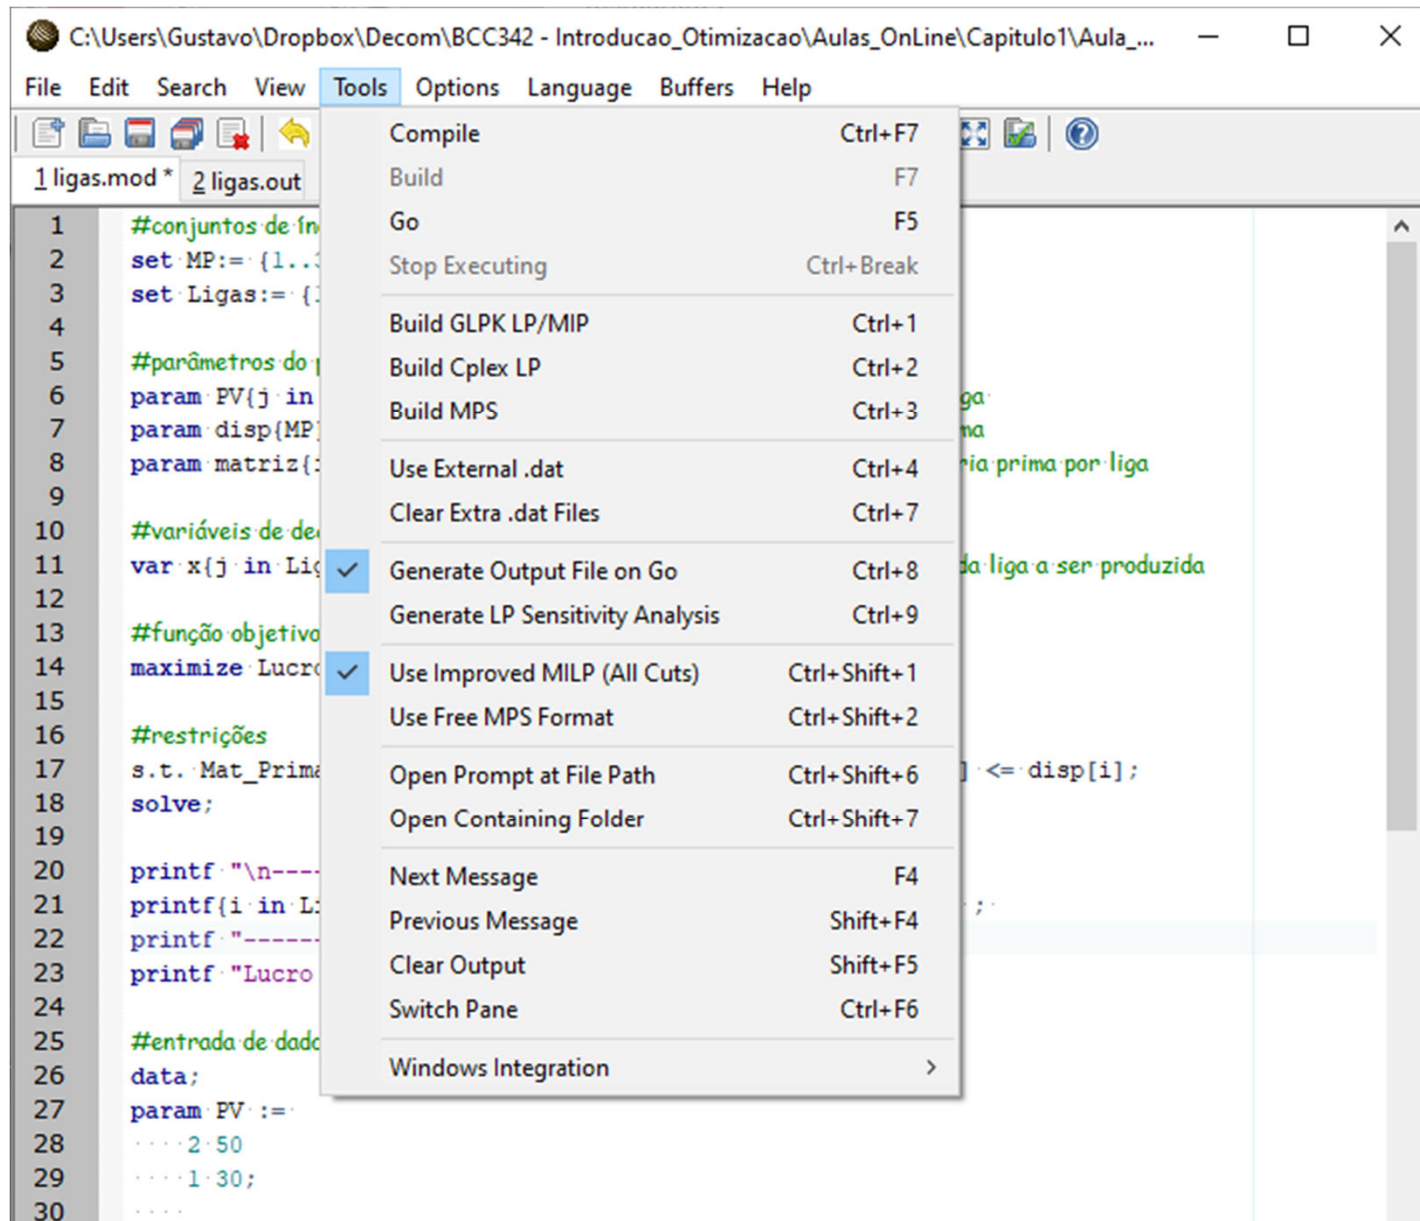 C:\Users\Gustavo\Dropbox\Decom\BCC342 - Introducao_Otimizacao\Aulas_OnLine\Capitulo1\Aula_...
File Edit Search View Tools Options Language Buffers Help
1 ligas.mod * 2 ligas.out
Compile Ctrl+F7
Build F7
Go F5
Stop Executing Ctrl+Break
Build GLPK LP/MIP Ctrl+1
Build Cplex LP Ctrl+2
Build MPS Ctrl+3
Use External .dat Ctrl+4
Clear Extra .dat Files Ctrl+7
Generate Output File on Go Ctrl+8
Generate LP Sensitivity Analysis Ctrl+9
Use Improved MILP (All Cuts) Ctrl+Shift+1
Use Free MPS Format Ctrl+Shift+2
Open Prompt at File Path Ctrl+Shift+6
Open Containing Folder Ctrl+Shift+7
Next Message F4
Previous Message Shift+F4
Clear Output Shift+F5
Switch Pane Ctrl+F6
Windows Integration >
1 #conjuntos de ín
2 set MP:= {1..
3 set Ligas:= {
4
5 #parâmetros do
6 param PV{j in ga
7 param disp{MP ma
8 param matriz{ ria prima por liga
9
10 #variáveis de de
11 var x{j in Lig da liga a ser produzida
12
13 #função objetivo
14 maximize Lucro
15
16 #restrições
17 s.t. Mat_Prima ] <= disp[i];
18 solve;
19
20 printf "\n----
21 printf{i in Li ;
22 printf "------
23 printf "Lucro
24
25 #entrada de dado
26 data;
27 param PV :=
28 2 50
29 1 30;
30